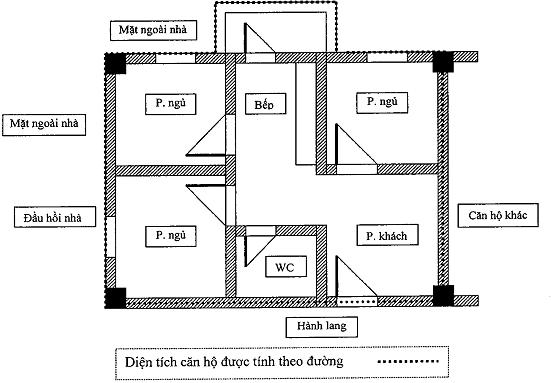 Mặt ngoài nhà
P. ngủ
Bếp
P. ngủ
Mặt ngoài nhà
Đầu hồi nhà
Căn hộ khác
P. ngủ
P. khách
WC
Hành lang
Diện tích căn hộ được tính theo đường